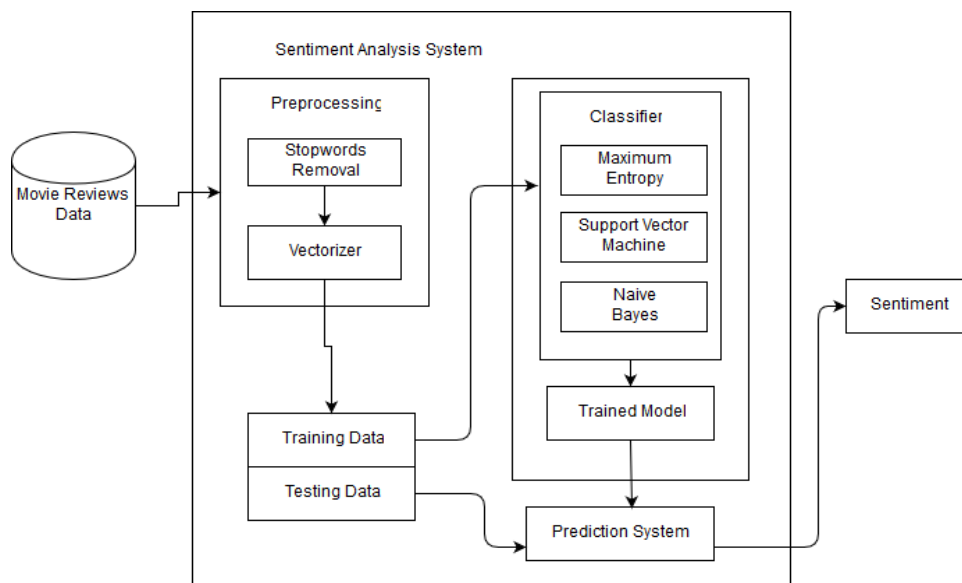 Sentiment Analysis System
Preprocessing
Stopwords
Removal
Vectorizer
Movie Reviews
Data
Classifier
Maximum
Entropy
Support Vector
Machine
Naive
Bayes
Trained Model
Training Data
Testing Data
Prediction System
Sentiment